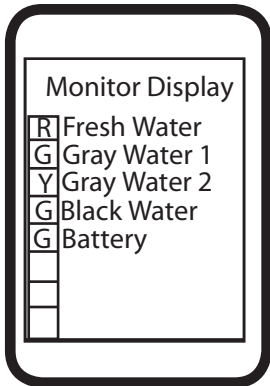 Monitor Display
R Fresh Water
G Gray Water 1
Y Gray Water 2
G Black Water
G Battery